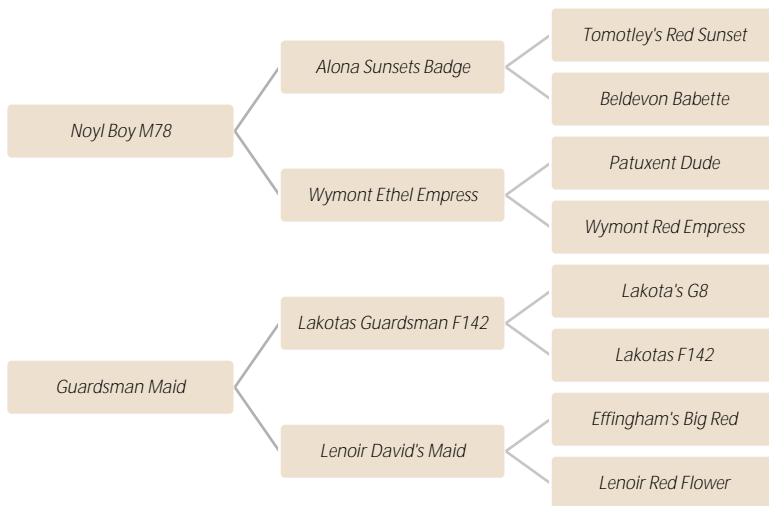 Tomotley's Red Sunset
Alona Sunsets Badge
Beldevon Babette
Noyl Boy M78
Patuxent Dude
Wymont Ethel Empress
Wymont Red Empress
Lakota's G8
Lakotas Guardsman F142
Lakotas F142
Guardsman Maid
Effingham's Big Red
Lenoir David's Maid
Lenoir Red Flower